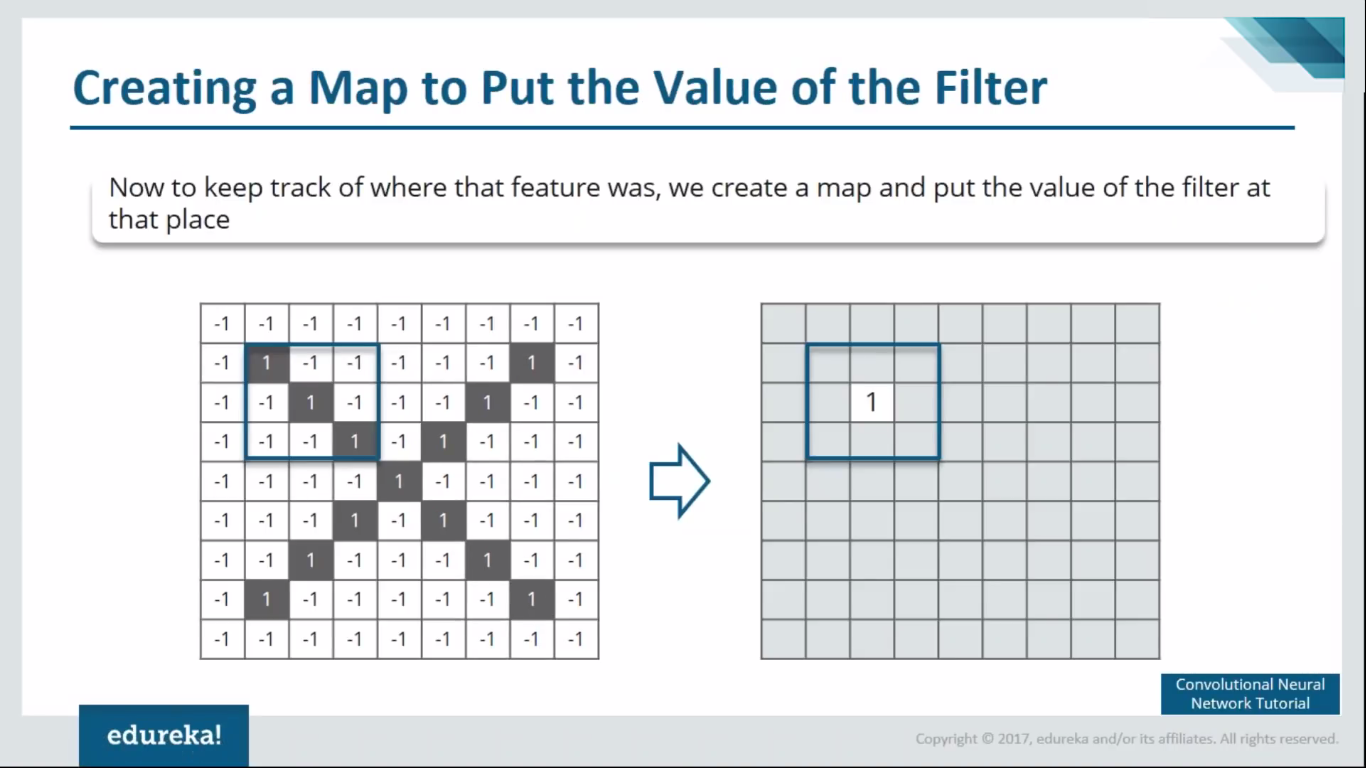 Creating a Map to Put the Value of the Filter
Now to keep track of where that feature was, we create a map and put the value of the filter at
that place
-1 -1 -1 -1 -1 -1 -1 -1 -1
-1 1 -1 -1 -1 -1 -1 1 -1
-1 -1 1 -1 -1 -1 1 -1 -1
-1 -1 -1 1 -1 1 -1 -1 -1
-1 -1 -1 -1 1 -1 -1 -1 -1
-1 -1 -1 1 -1 1 -1 -1 -1
-1 -1 1 -1 -1 -1 1 -1 -1
-1 1 -1 -1 -1 -1 -1 1 -1
-1 -1 -1 -1 -1 -1 -1 -1 -1
1
Convolutional Neural
Network Tutorial
edureka!
Copyright © 2017, edureka and/or its affiliates. All rights reserved.